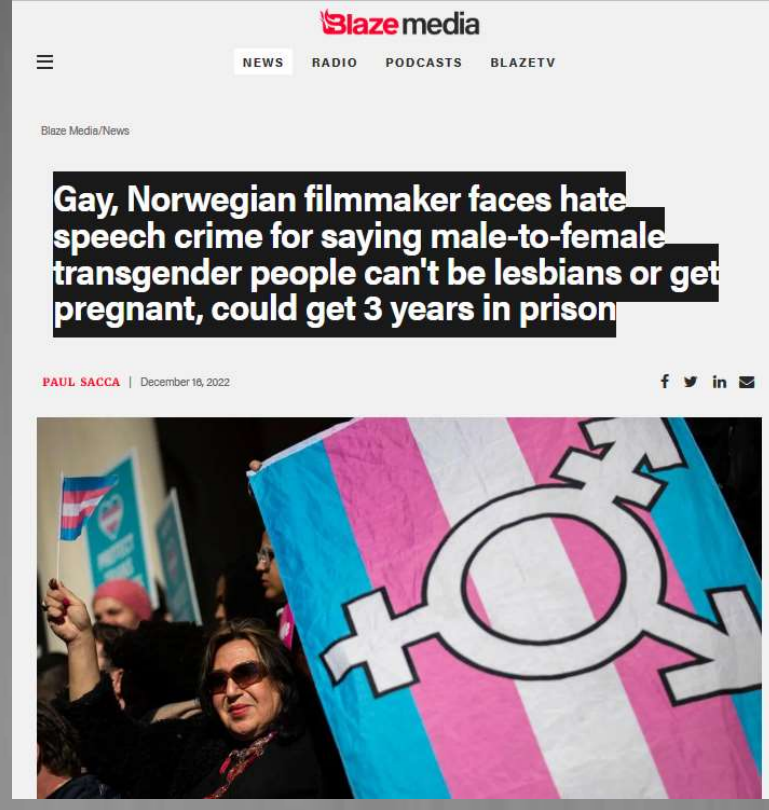 Blaze media
NEWS RADIO PODCASTS BLAZETV
Blaze Media/News
Gay, Norwegian filmmaker faces hate
speech crime for saying male-to-female
transgender people can't be lesbians or get
pregnant, could get 3 years in prison
PAUL SACCA | December 16, 2022